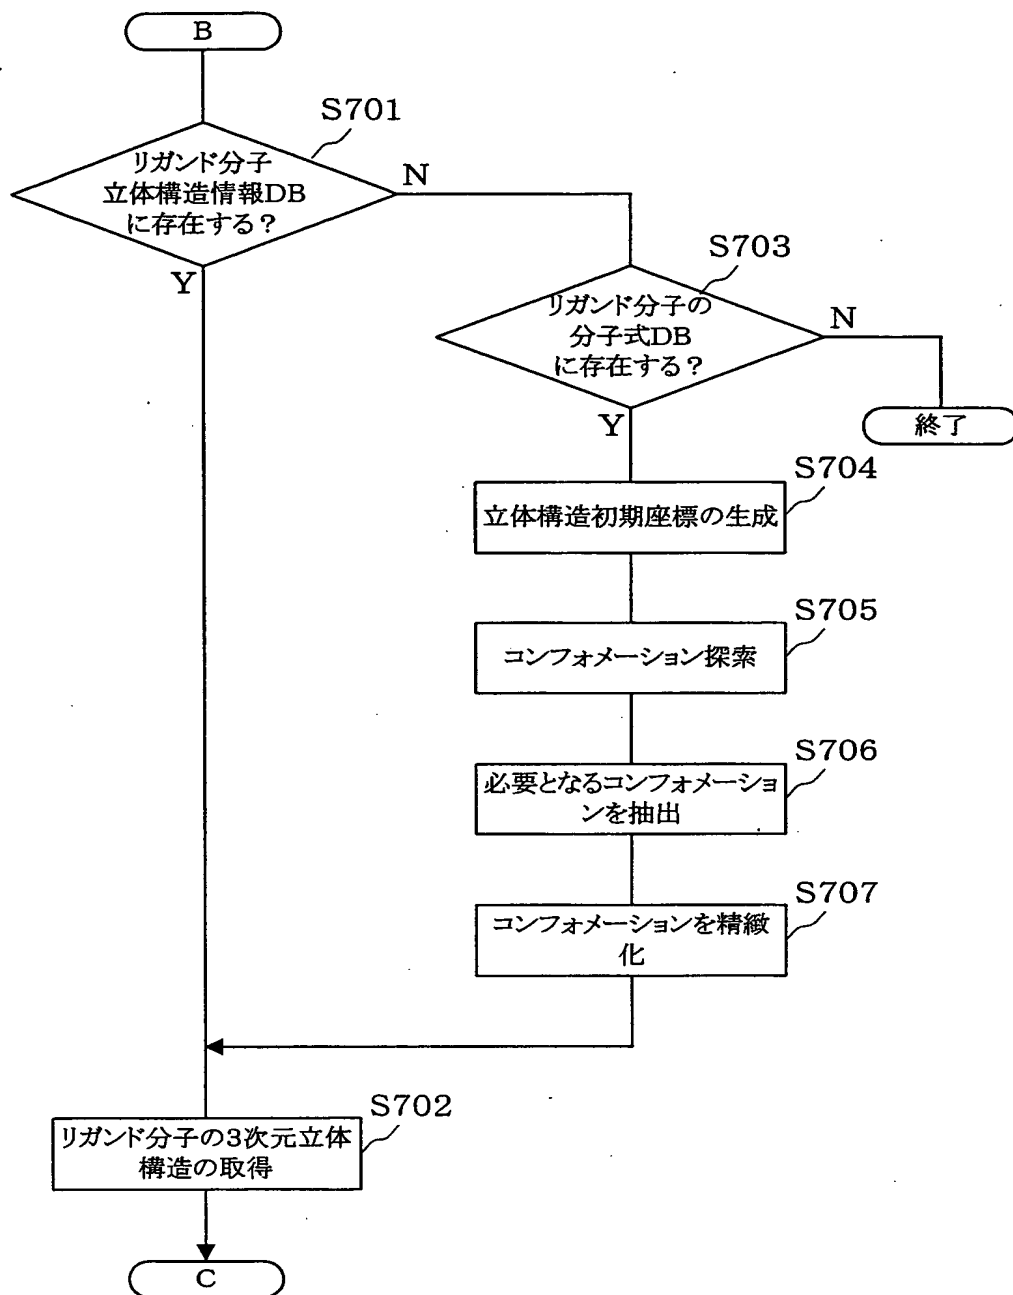 B
S701
リガンド分子
立体構造情報DB
に存在する？
N
Y
S703
リガンド分子の
分子式DB
に存在する？
N
Y
終了
S704
立体構造初期座標の生成
S705
コンフォメーション探索
S706
必要となるコンフォメーショ
ンを抽出
S707
コンフォメーションを精緻
化
S702
リガンド分子の3次元立体
構造の取得
C